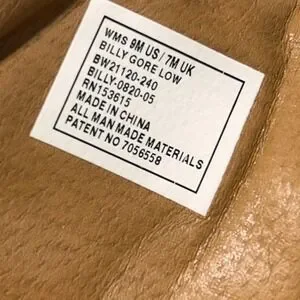 WMS 9M US / 7M UK
BILLY GORE LOW
BW21120-240
BILLY-0820-05
RN153615
MADE IN CHINA
ALL MAN MADE MATERIALS
PATENT NO 7056558